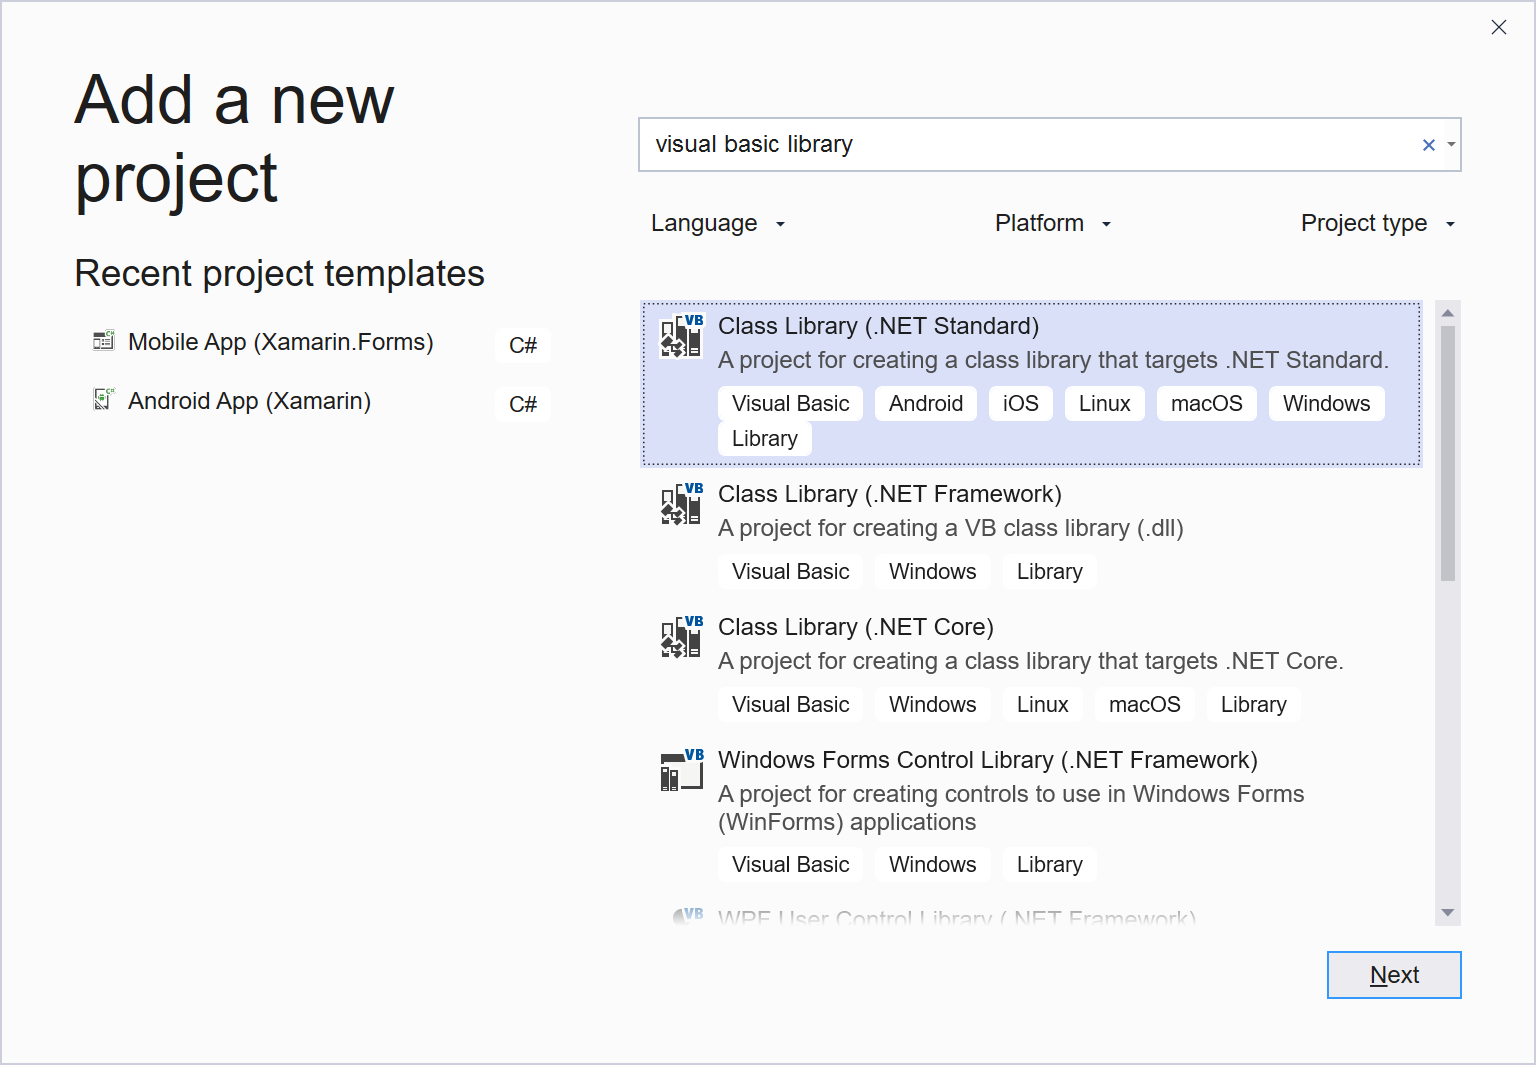 Add a new
project
Recent project templates
Mobile App (Xamarin.Forms) C#
Android App (Xamarin) C#
visual basic library
Language Platform Project type
VB
Class Library (.NET Standard)
A project for creating a class library that targets .NET Standard.
Visual Basic Android iOS Linux macOS Windows
Library
VB
Class Library (.NET Framework)
A project for creating a VB class library (.dll)
Visual Basic Windows Library
VB
Class Library (.NET Core)
A project for creating a class library that targets .NET Core.
Visual Basic Windows Linux macOS Library
VB
Windows Forms Control Library (.NET Framework)
A project for creating controls to use in Windows Forms
(WinForms) applications
Visual Basic Windows Library
VB
WPF User Control Library (.NET Framework)
Next